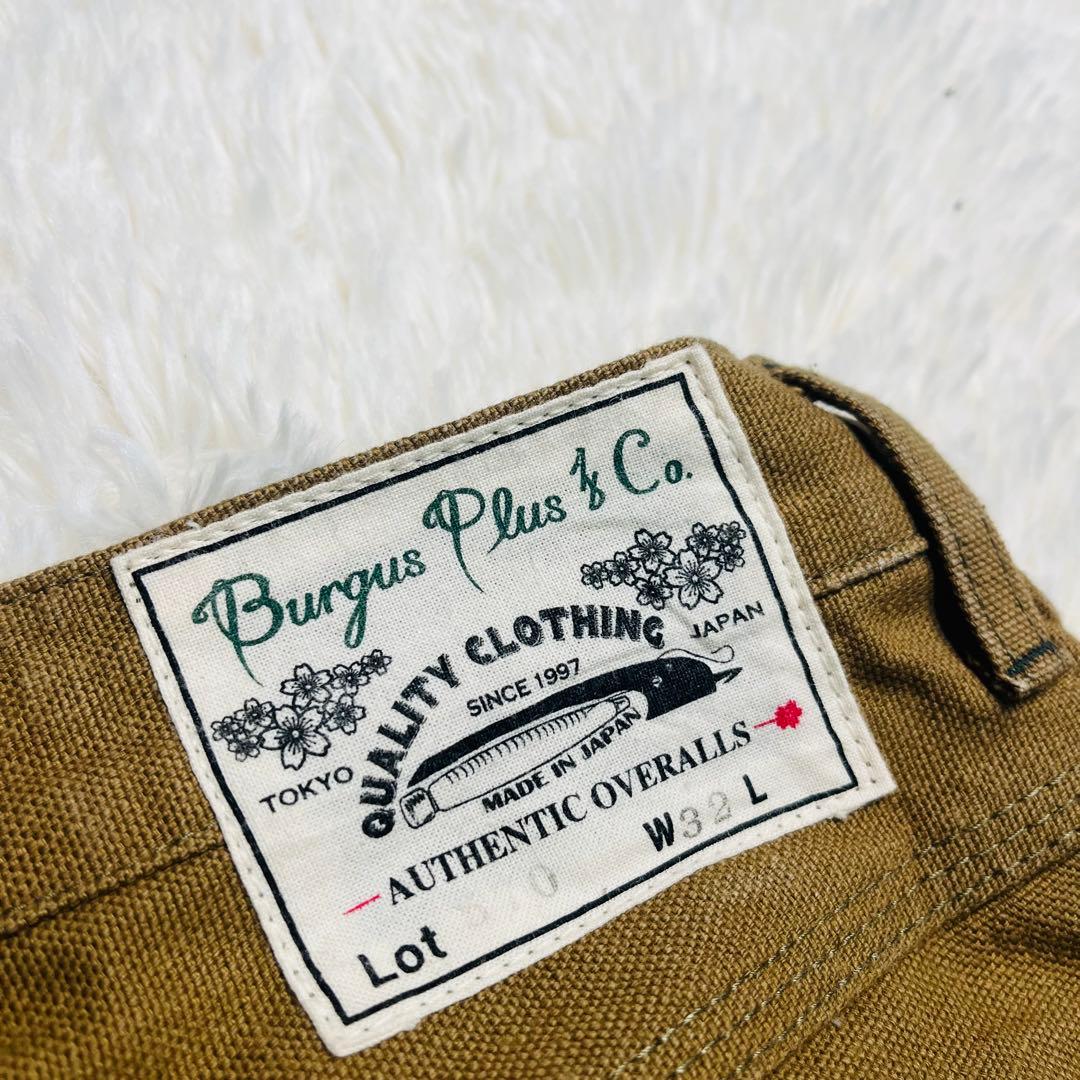 Burgus Plus & Co.
QUALITY CLOTHING
SINCE 1997
TOKYO
JAPAN
MADE IN JAPAN
AUTHENTIC OVERALLS
Lot
W32 L